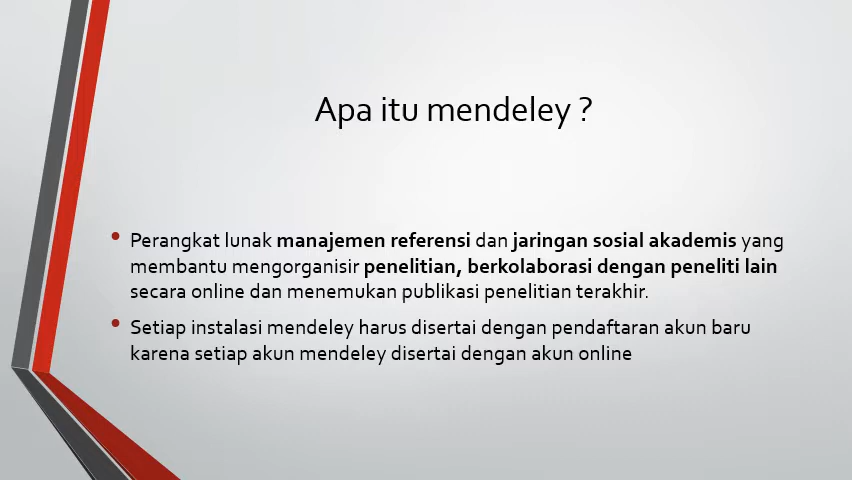 Apa itu mendeley ?
• Perangkat lunak manajemen referensi dan jaringan sosial akademis yang
membantu mengorganisir penelitian, berkolaborasi dengan peneliti lain
secara online dan menemukan publikasi penelitian terakhir.
• Setiap instalasi mendeley harus disertai dengan pendaftaran akun baru
karena setiap akun mendeley disertai dengan akun online